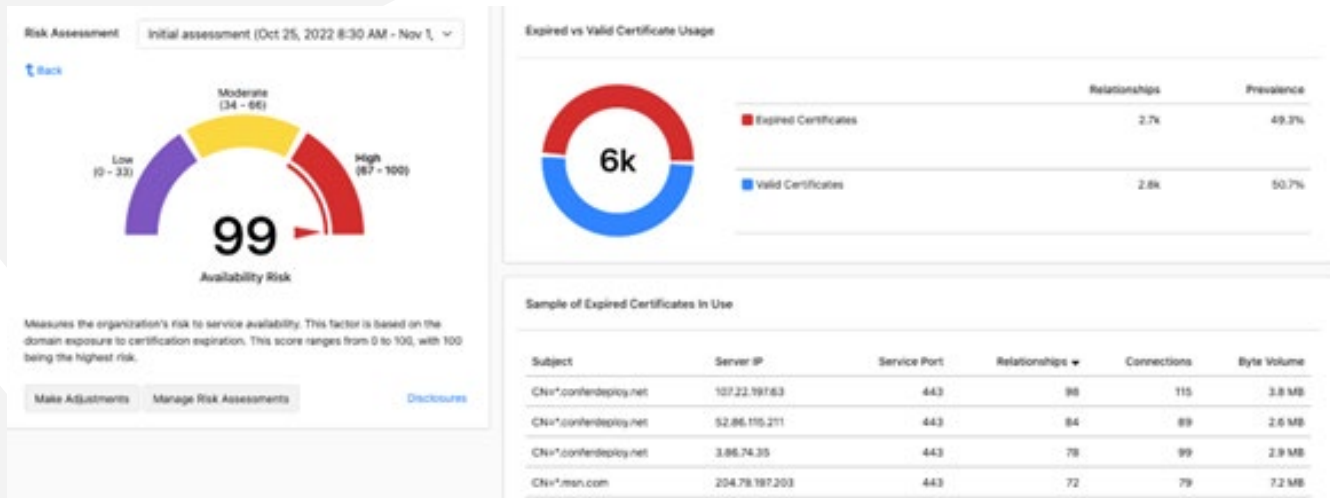 Risk Assessment
Initial assessment (Oct 25, 2022 8:30 AM - Nov 1,
Back
Moderate
(34 - 66)
Low
(0 - 33)
High
(67 - 100)
99
Availability Risk
Measures the organization's risk to service availability. This factor is based on the
domain exposure to certification expiration. This score ranges from 0 to 100, with 100
being the highest risk.
Make Adjustments Manage Risk Assessments Disclosures
Expired vs Valid Certificate Usage
6k
Relationships Prevalence
Expired Certificates 2.7k 49.3%
Valid Certificates 2.8k 50.7%
Sample of Expired Certificates In Use
Subject Server IP Service Port Relationships Connections Byte Volume
CN=*.conferdeploy.net 107.22.197.63 443 98 115 3.8 MB
CN=*.conferdeploy.net 52.86.115.211 443 84 89 2.6 MB
CN=*.conferdeploy.net 3.86.74.35 443 78 99 2.9 MB
CN=*.msn.com 204.79.197.203 443 72 79 7.2 MB